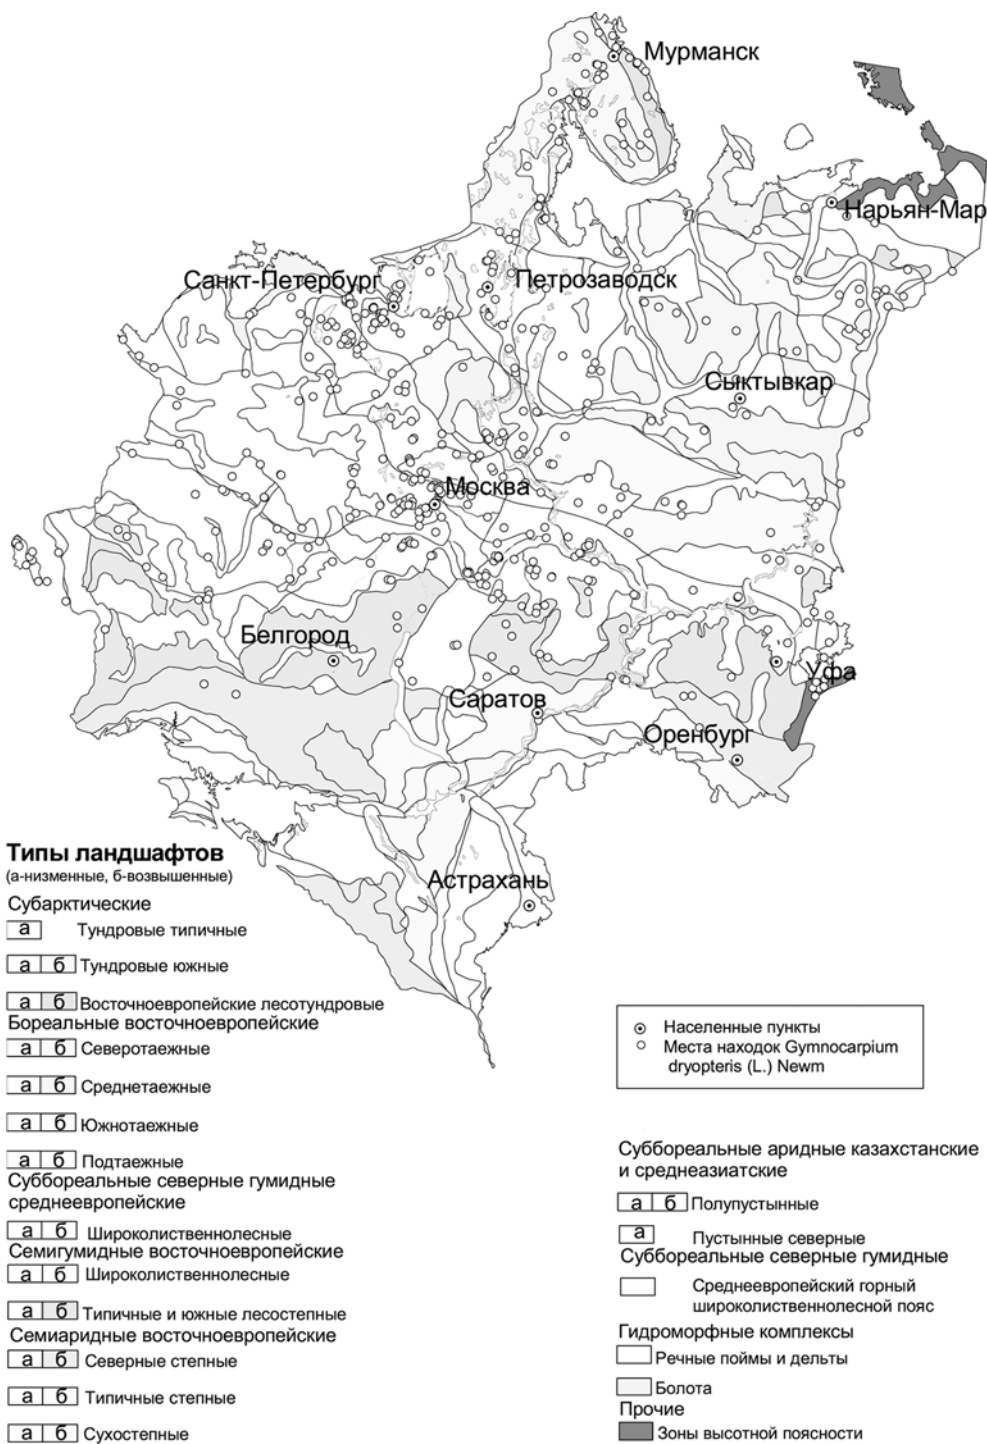 Мурманск
Нарьян-Мар
Санкт-Петербург
Петрозаводск
Сыктывкар
Москва
Белгород
Уфа
Саратов
Оренбург
Астрахань
Типы ландшафтов
(а-низменные, б-возвышенные)
Субарктические
а Тундровые типичные
а б Тундровые южные
а б Восточноевропейские лесотундровые
Бореальные восточноевропейские
а б Северотаежные
а б Среднетаежные
а б Южнотаежные
а б Подтаежные
Суббореальные северные гумидные
среднеевропейские
а б Широколиственнолесные
Семигумидные восточноевропейские
а б Широколиственнолесные
а б Типичные и южные лесостепные
Семиаридные восточноевропейские
а б Северные степные
а б Типичные степные
а б Сухостепные
Населенные пункты
Места находок Gymnocarpium
dryopteris (L.) Newm
Суббореальные аридные казахстанские
и среднеазиатские
а б Полупустынные
а Пустынные северные
Суббореальные северные гумидные
Среднеевропейский горный
широколиственнолесной пояс
Гидроморфные комплексы
Речные поймы и дельты
Болота
Прочие
Зоны высотной поясности